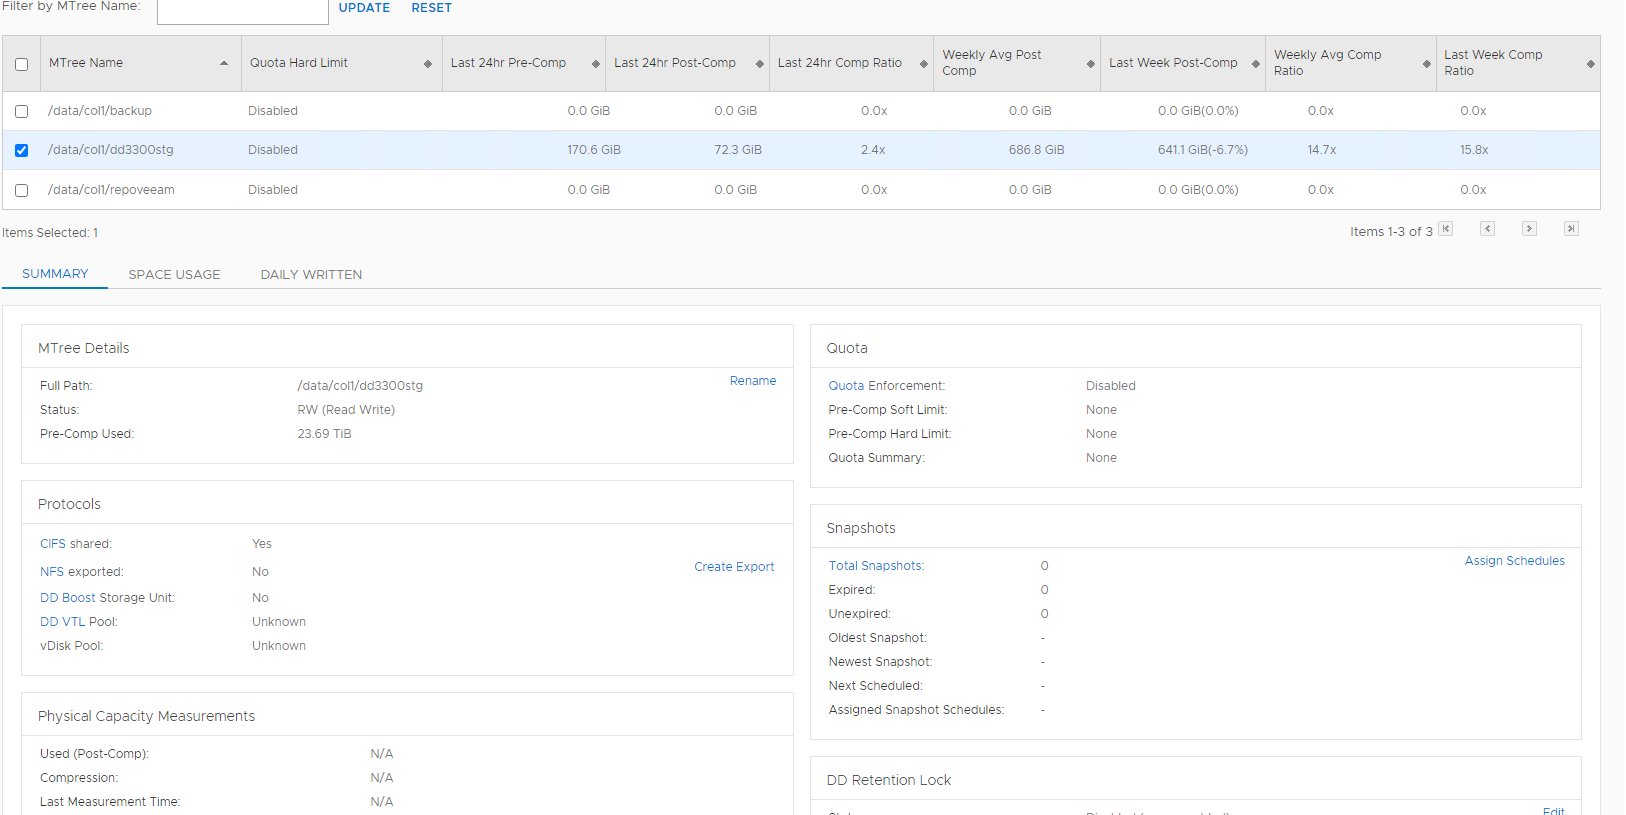 Filter by MTree Name:
UPDATE RESET
MTree Name Quota Hard Limit Last 24hr Pre-Comp Last 24hr Post-Comp Last 24hr Comp Ratio Weekly Avg Post Comp Last Week Post-Comp Weekly Avg Comp Ratio Last Week Comp Ratio
/data/col1/backup Disabled 0.0 GiB 0.0 GiB 0.0x 0.0 GiB 0.0 GiB(0.0%) 0.0x 0.0x
/data/col1/dd3300stg Disabled 170.6 GiB 72.3 GiB 2.4x 686.8 GiB 641.1 GiB(-6.7%) 14.7x 15.8x
/data/col1/repoveeam Disabled 0.0 GiB 0.0 GiB 0.0x 0.0 GiB 0.0 GiB(0.0%) 0.0x 0.0x
Items Selected: 1
Items 1-3 of 3
SUMMARY SPACE USAGE DAILY WRITTEN
MTree Details
Full Path: /data/col1/dd3300stg
Rename
Status: RW (Read Write)
Pre-Comp Used: 23.69 TiB
Protocols
CIFS shared: Yes
NFS exported: No
Create Export
DD Boost Storage Unit: No
DD VTL Pool: Unknown
vDisk Pool: Unknown
Physical Capacity Measurements
Used (Post-Comp): N/A
Compression: N/A
Last Measurement Time: N/A
Quota
Quota Enforcement: Disabled
Pre-Comp Soft Limit: None
Pre-Comp Hard Limit: None
Quota Summary: None
Snapshots
Total Snapshots: 0
Assign Schedules
Expired: 0
Unexpired: 0
Oldest Snapshot: -
Newest Snapshot: -
Next Scheduled: -
Assigned Snapshot Schedules: -
DD Retention Lock
Edit